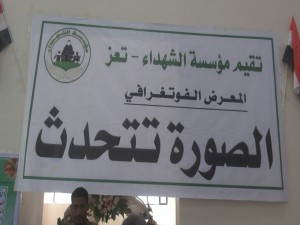 تقيم مؤسسة الشهداء - تعز
المعرض الفوتغرافي
الصورة تتحدث